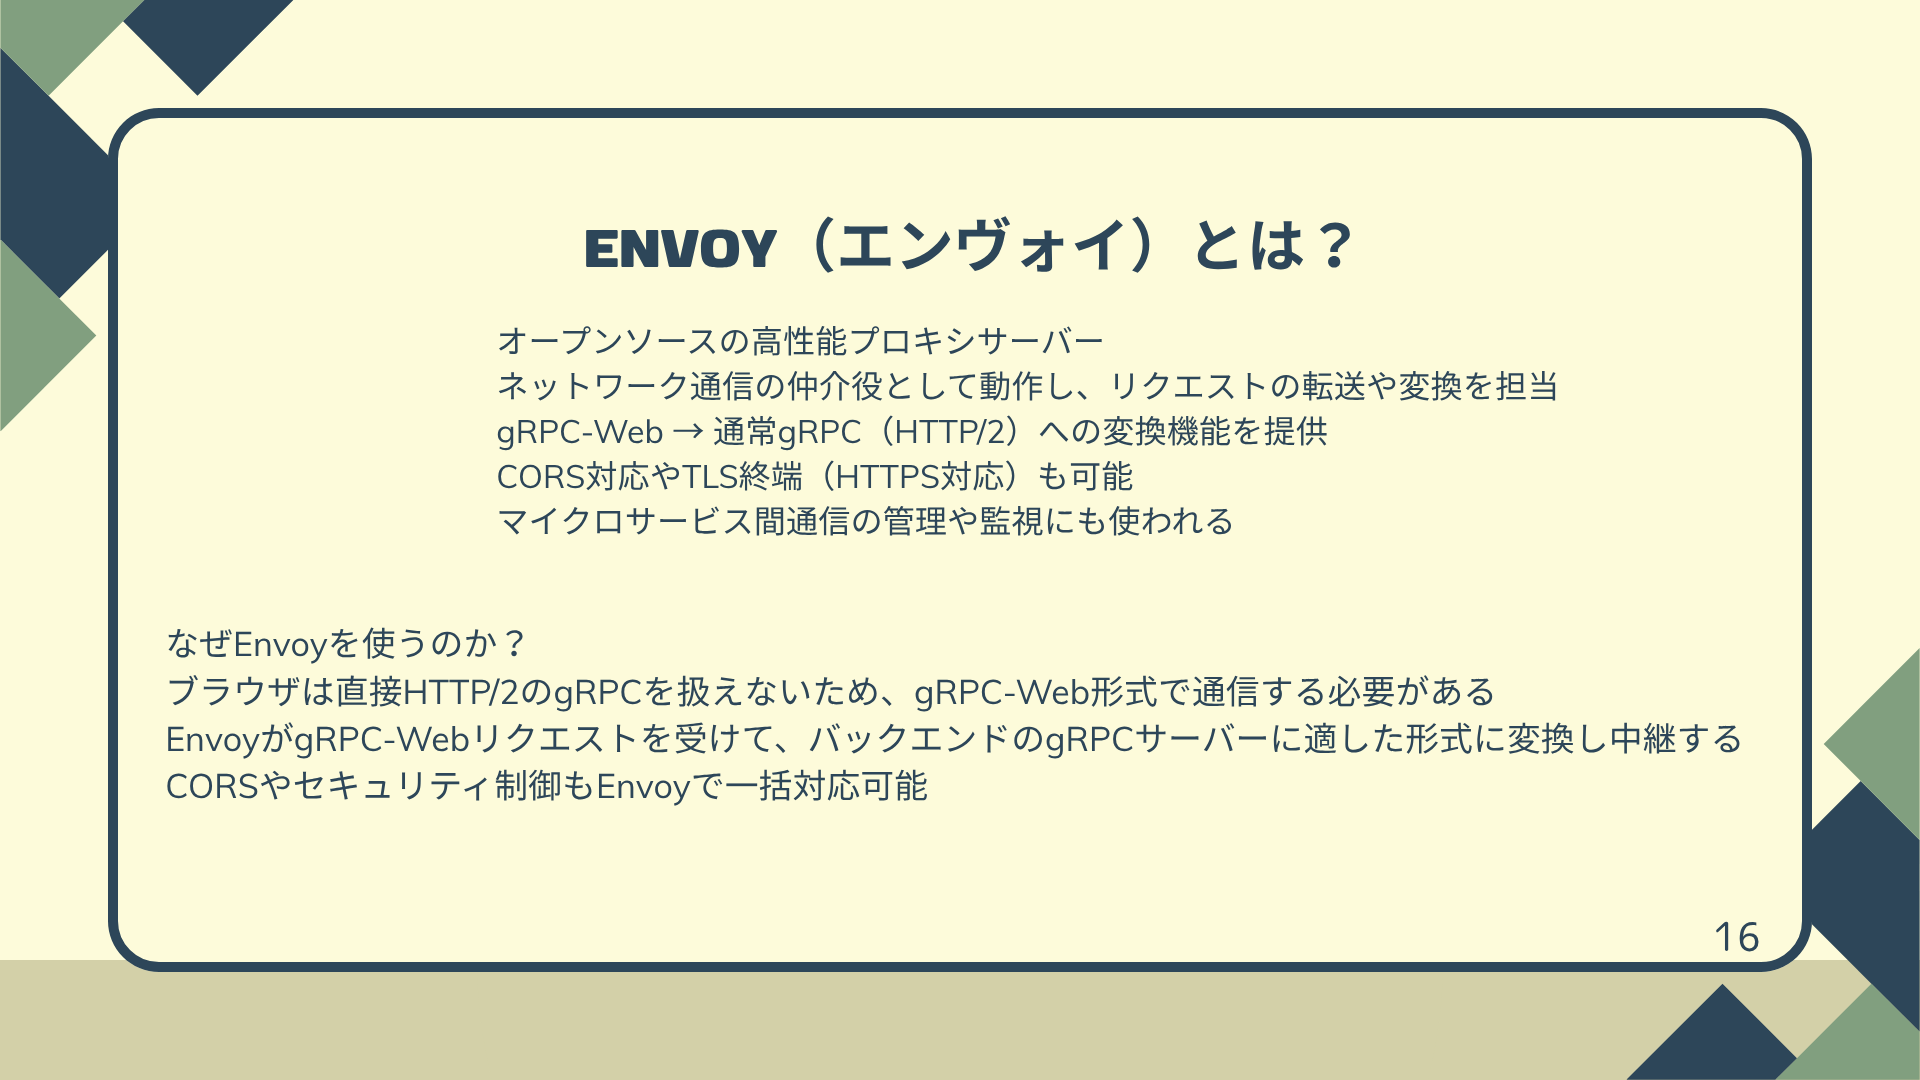 ENVOY（エンヴォイ）とは？
オープンソースの高性能プロキシサーバー
ネットワーク通信の仲介役として動作し、リクエストの転送や変換を担当
gRPC-Web → 通常gRPC（HTTP/2）への変換機能を提供
CORS対応やTLS終端（HTTPS対応）も可能
マイクロサービス間通信の管理や監視にも使われる
なぜEnvoyを使うのか？
ブラウザは直接HTTP/2のgRPCを扱えないため、gRPC-Web形式で通信する必要がある
EnvoyがgRPC-Webリクエストを受けて、バックエンドのgRPCサーバーに適した形式に変換し中継する
CORSやセキュリティ制御もEnvoyで一括対応可能
16